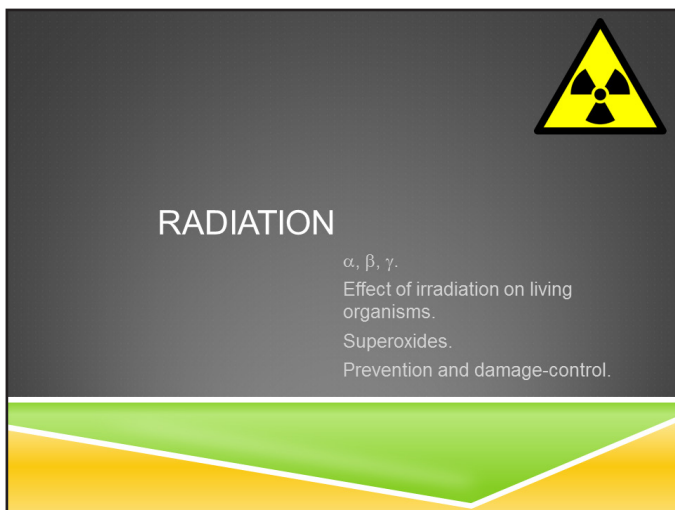 RADIATION
α, β, γ.
Effect of irradiation on living
organisms.
Superoxides.
Prevention and damage-control.